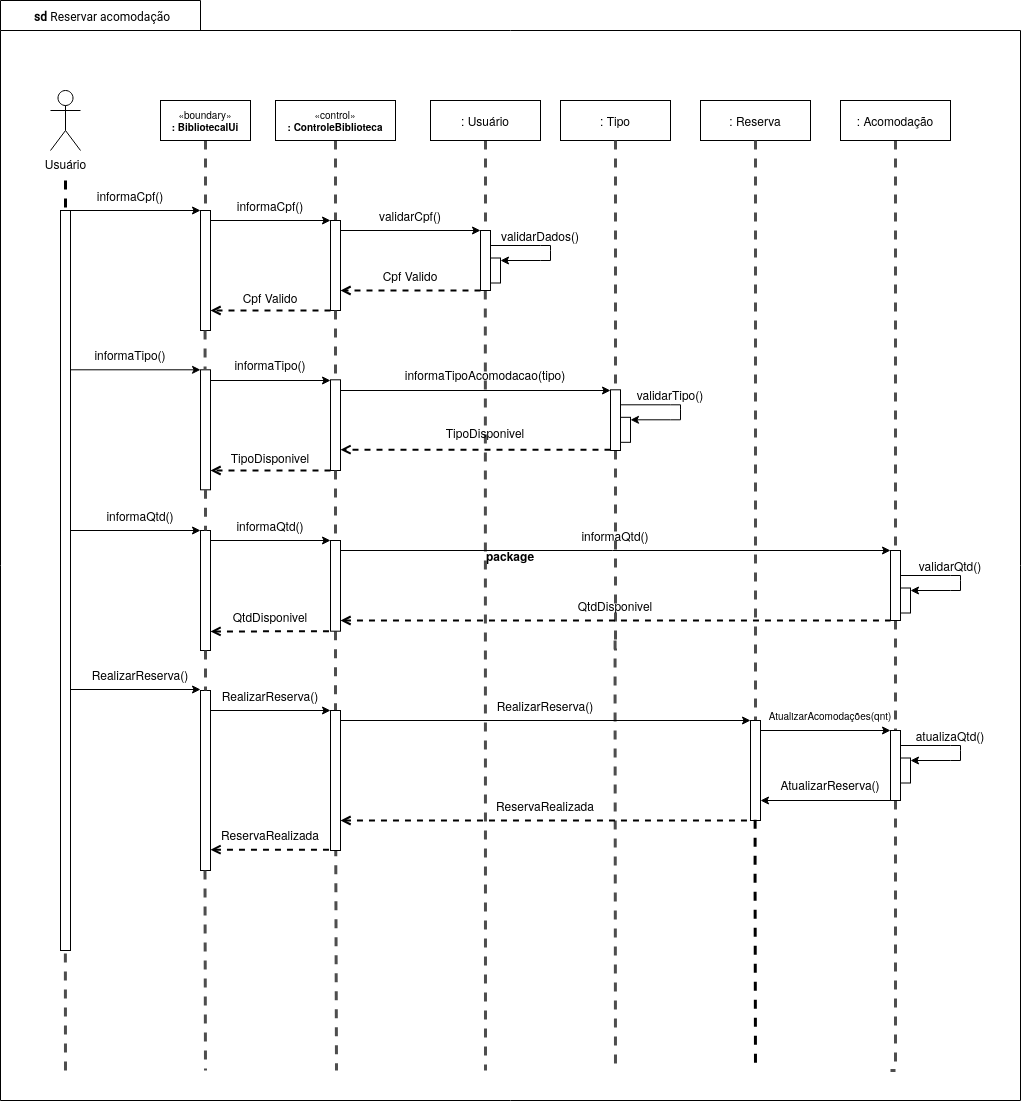 sd Reservar acomodação
«boundary»
: BibliotecalUi
«control»
: ControleBiblioteca
: Usuário
: Tipo
: Reserva
: Acomodação
Usuário
informaCpf()
informaCpf()
validarCpf()
validarDados()
Cpf Valido
Cpf Valido
informaTipo()
informaTipo()
informaTipoAcomodacao(tipo)
validarTipo()
TipoDisponivel
TipoDisponivel
informaQtd()
informaQtd()
informaQtd()
package
validarQtd()
QtdDisponivel
QtdDisponivel
RealizarReserva()
RealizarReserva()
RealizarReserva()
AtualizarAcomodações(qnt)
atualizaQtd()
AtualizarReserva()
ReservaRealizada
ReservaRealizada